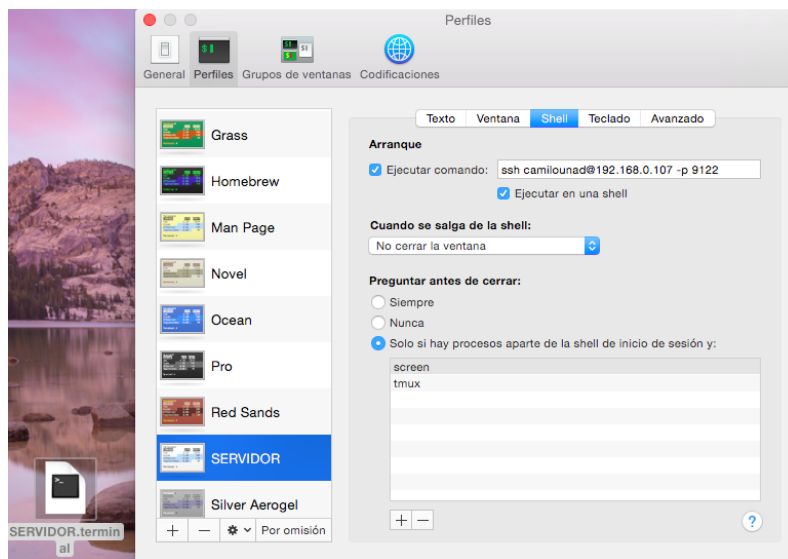 Perfiles
General Perfiles Grupos de ventanas Codificaciones
Grass
Homebrew
Man Page
Novel
Ocean
Pro
Red Sands
SERVIDOR
Silver Aerogel
+ − Por omisión
Texto Ventana Shell Teclado Avanzado
Arranque
Ejecutar comando: ssh camilounad@192.168.0.107 -p 9122
Ejecutar en una shell
Cuando se salga de la shell:
No cerrar la ventana
Preguntar antes de cerrar:
Siempre
Nunca
Solo si hay procesos aparte de la shell de inicio de sesión y:
screen
tmux
+ −
?
SERVIDOR.termin
al